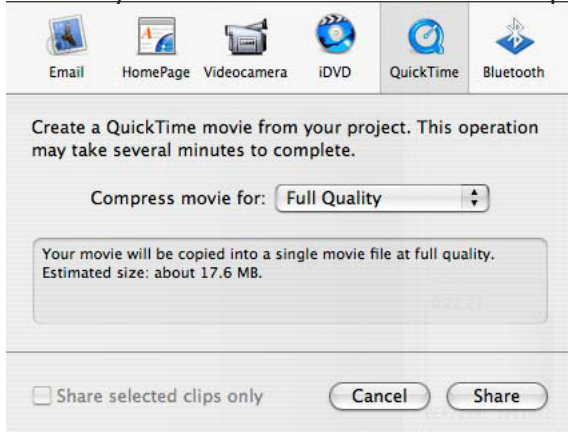 Email HomePage Videocamera iDVD QuickTime Bluetooth
Create a QuickTime movie from your project. This operation
may take several minutes to complete.
Compress movie for: Full Quality
Your movie will be copied into a single movie file at full quality.
Estimated size: about 17.6 MB.
Share selected clips only Cancel Share